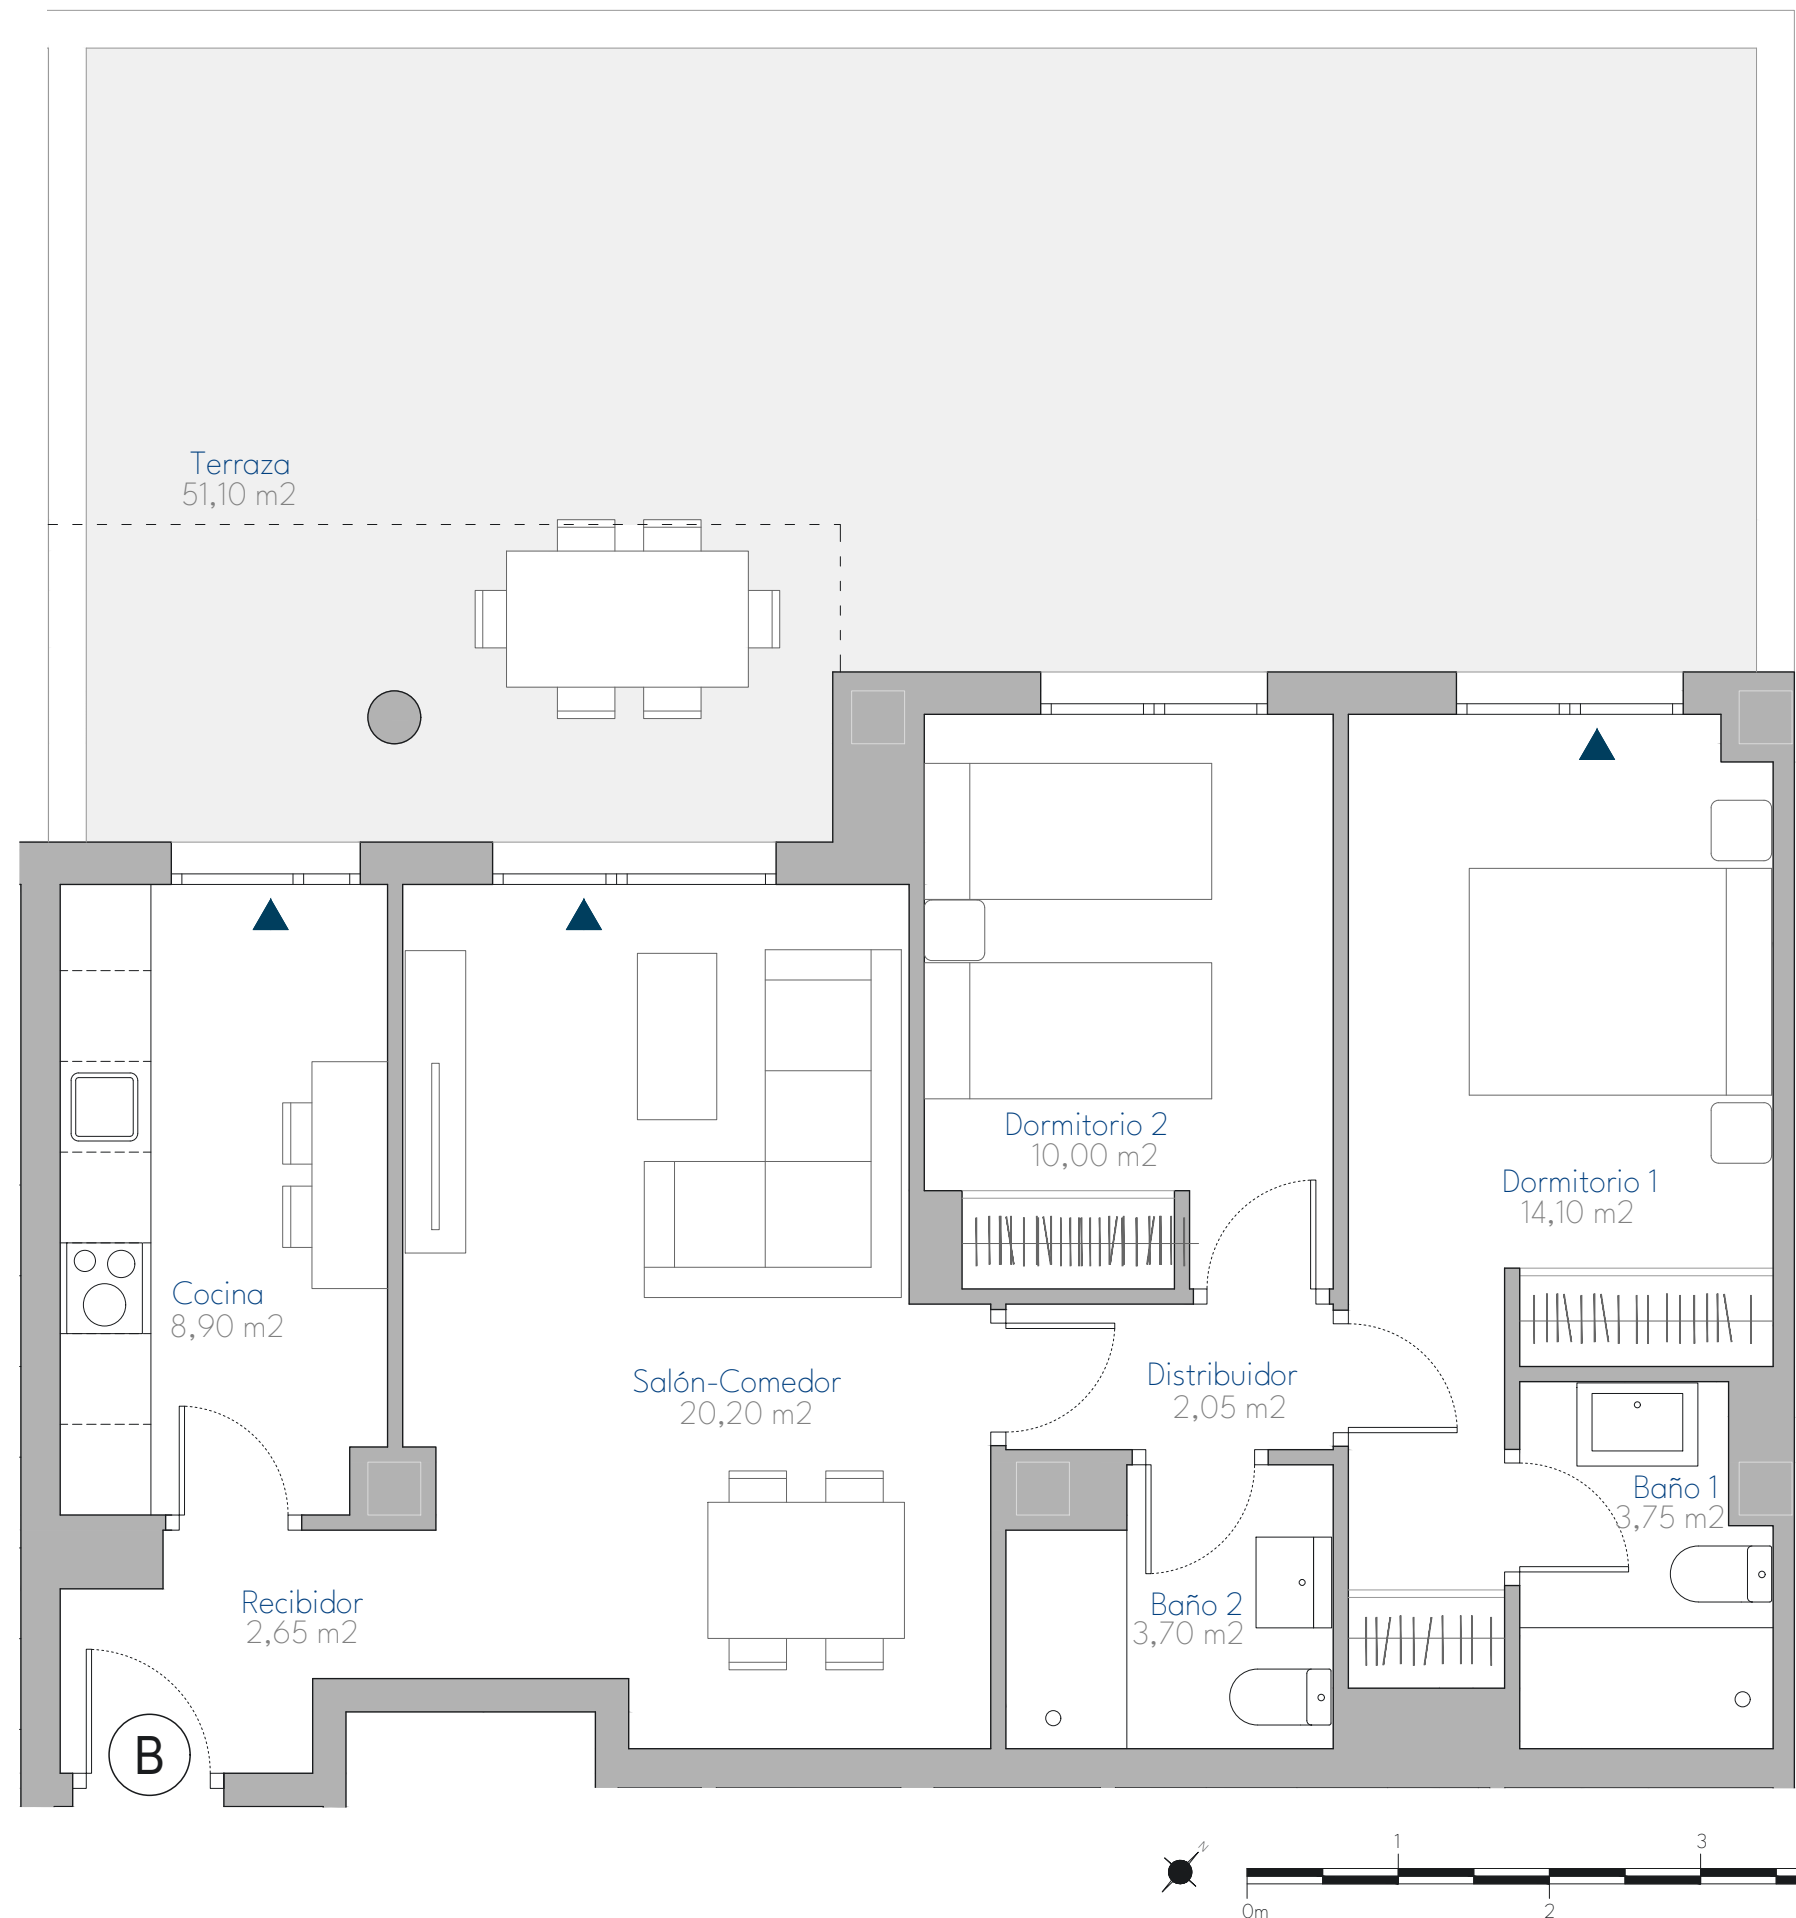 Terraza
51,10 m2
Dormitorio 2
10,00 m2
Dormitorio 1
14,10 m2
Cocina
8,90 m2
Salón-Comedor
20,20 m2
Distribuidor
2,05 m2
Baño 1
3,75 m2
Recibidor
2,65 m2
Baño 2
3,70 m2
B
N
1
3
0m
2